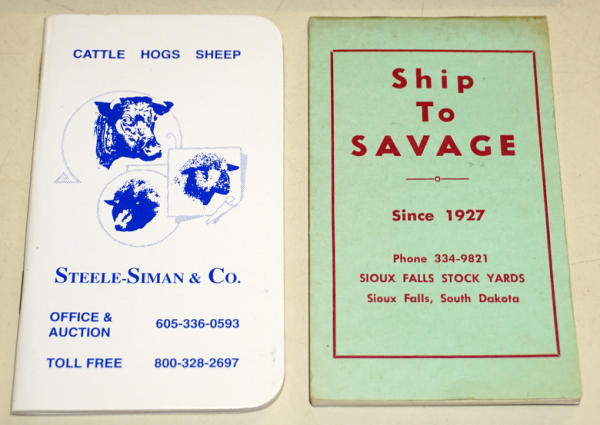 CATTLE HOGS SHEEP
STEELE-SIMAN & CO.
OFFICE &
AUCTION 605-336-0593
TOLL FREE 800-328-2697
Ship
To
SAVAGE
Since 1927
Phone 334-9821
SIOUX FALLS STOCK YARDS
Sioux Falls, South Dakota